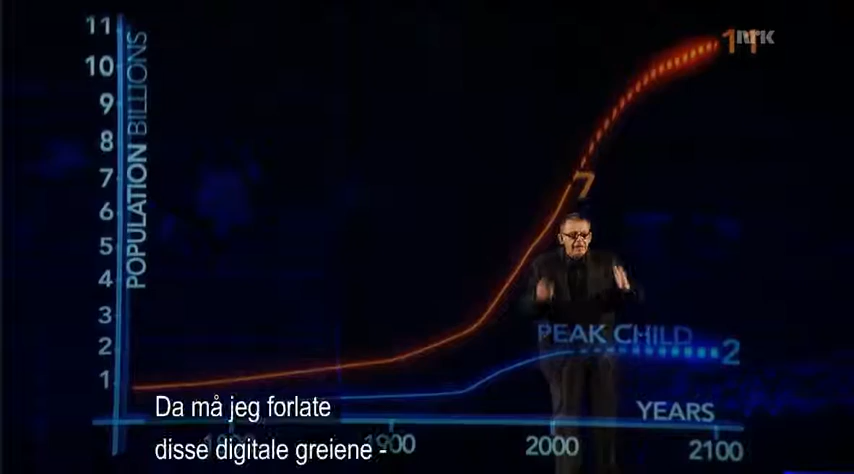 11
10
9
8
7
6
5
4
3
2
1
POPULATION BILLIONS
11
NRK
7
PEAK CHILD
2
YEARS
1900
2000
2100
Da må jeg forlate
disse digitale greiene -